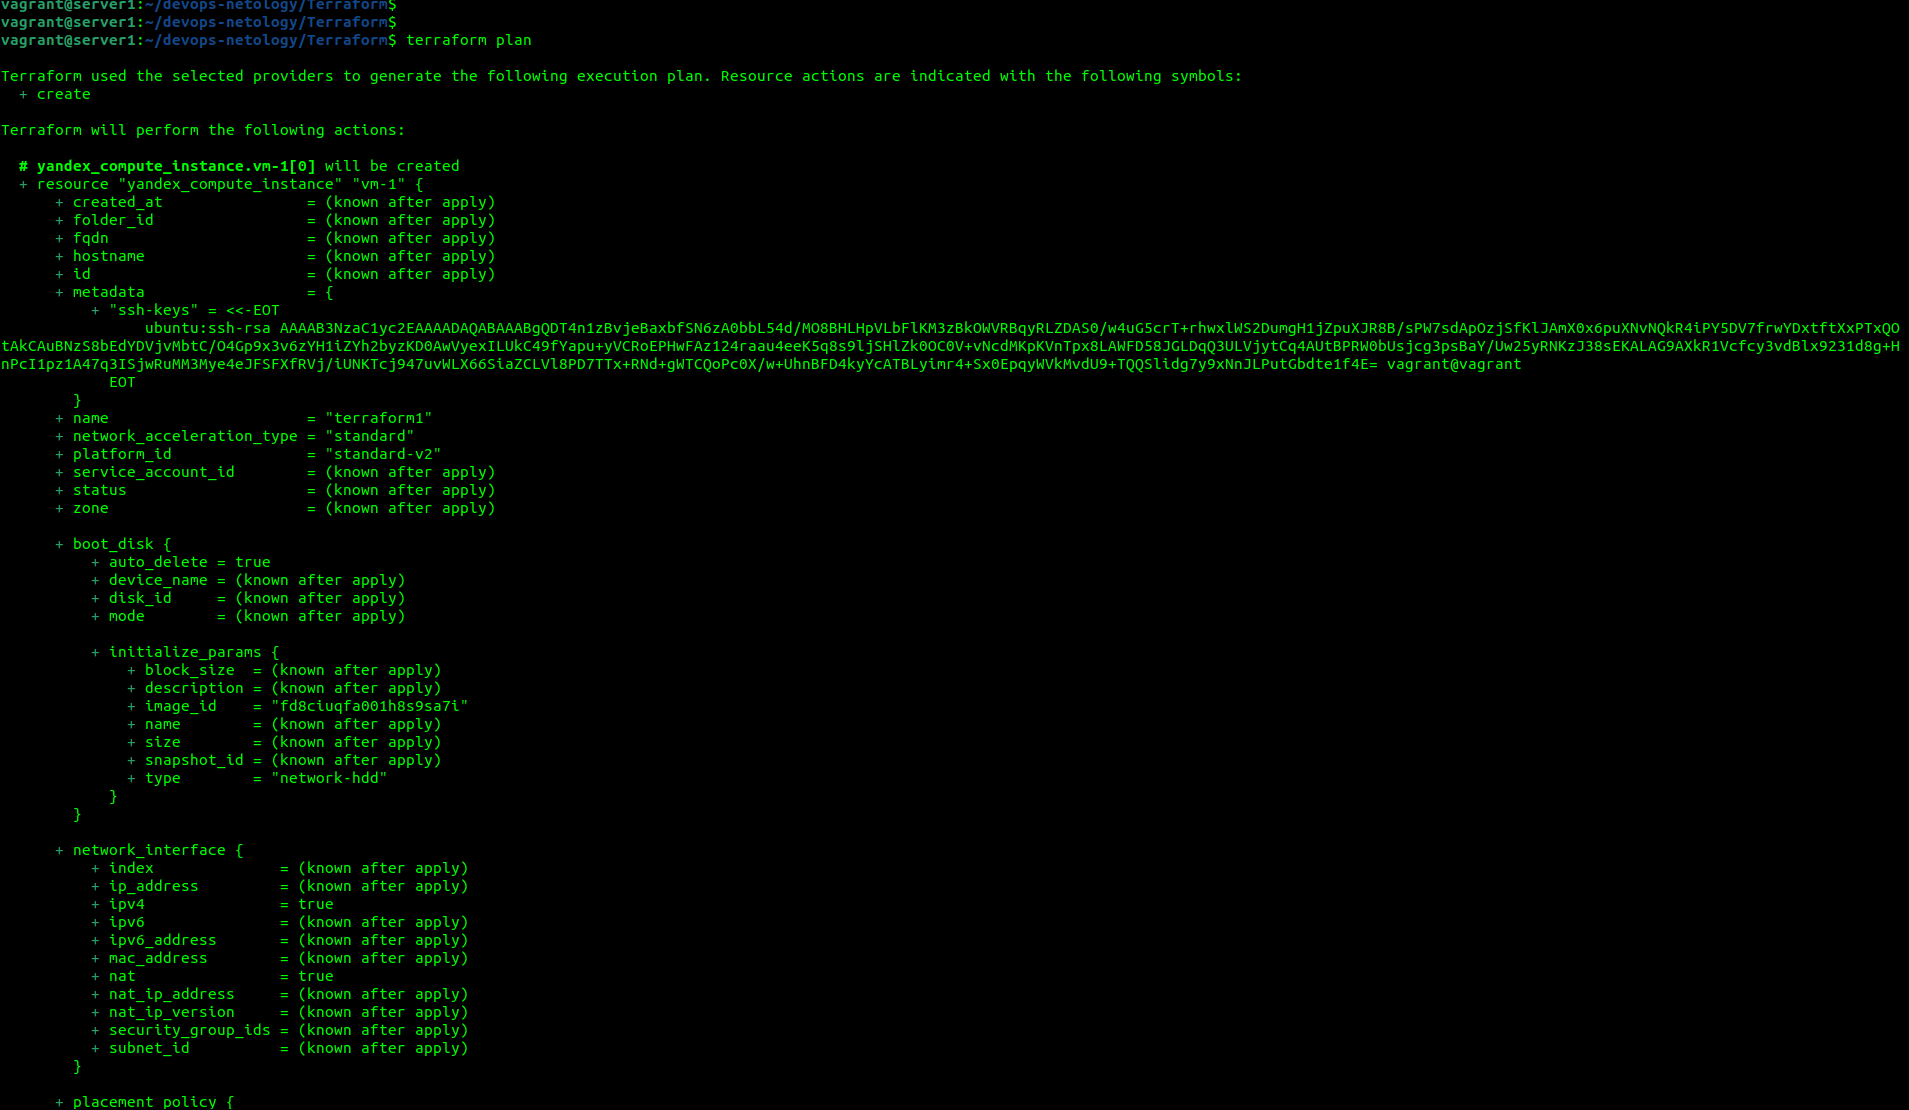 vagrant@server1:~/devops-netology/Terraform$
vagrant@server1:~/devops-netology/Terraform$
vagrant@server1:~/devops-netology/Terraform$ terraform plan
Terraform used the selected providers to generate the following execution plan. Resource actions are indicated with the following symbols:
  + create
Terraform will perform the following actions:
  # yandex_compute_instance.vm-1[0] will be created
  + resource "yandex_compute_instance" "vm-1" {
      + created_at                = (known after apply)
      + folder_id                 = (known after apply)
      + fqdn                      = (known after apply)
      + hostname                  = (known after apply)
      + id                        = (known after apply)
      + metadata                  = {
          + "ssh-keys" = <<-EOT
                ubuntu:ssh-rsa AAAAB3NzaC1yc2EAAAADAQABAAABgQDT4n1zBvjeBaxbfSN6zA0bbL54d/MO8BHLHpVLbFlKM3zBkOWVRBqyRLZDAS0/w4uG5crT+rhwxlWS2DumgH1jZpuXJR8B/sPW7sdApOzjSfKlJAmX0x6puXNvNQkR4iPY5DV7frwYDxtftXxPTxQO
tAkCAuBNzS8bEdYDVjvMbtC/O4Gp9x3v6zYH1iZYh2byzKD0AwVyexILUkC49fYapu+yVCRoEPHwFAz124raau4eeK5q8s9ljSHlZk0OC0V+vNcdMKpKVnTpx8LAWFD58JGLDqQ3ULVjytCq4AUtBPRW0bUsjcg3psBaY/Uw25yRNKzJ38sEKALAG9AXkR1Vcfcy3vdBlx9231d8g+H
nPcI1pz1A47q3ISjwRuMM3Mye4eJFSFXfRVj/iUNKTcj947uvWLX66SiaZCLVl8PD7TTx+RNd+gWTCQoPc0X/w+UhnBFD4kyYcATBLyimr4+Sx0EpqyWVkMvdU9+TQQSlidg7y9xNnJLPutGbdte1f4E= vagrant@vagrant
            EOT
        }
      + name                      = "terraform1"
      + network_acceleration_type = "standard"
      + platform_id               = "standard-v2"
      + service_account_id        = (known after apply)
      + status                    = (known after apply)
      + zone                      = (known after apply)
      + boot_disk {
          + auto_delete = true
          + device_name = (known after apply)
          + disk_id     = (known after apply)
          + mode        = (known after apply)
          + initialize_params {
              + block_size  = (known after apply)
              + description = (known after apply)
              + image_id    = "fd8ciuqfa001h8s9sa7i"
              + name        = (known after apply)
              + size        = (known after apply)
              + snapshot_id = (known after apply)
              + type        = "network-hdd"
            }
        }
      + network_interface {
          + index              = (known after apply)
          + ip_address         = (known after apply)
          + ipv4               = true
          + ipv6               = (known after apply)
          + ipv6_address       = (known after apply)
          + mac_address        = (known after apply)
          + nat                = true
          + nat_ip_address     = (known after apply)
          + nat_ip_version     = (known after apply)
          + security_group_ids = (known after apply)
          + subnet_id          = (known after apply)
        }
      + placement_policy {